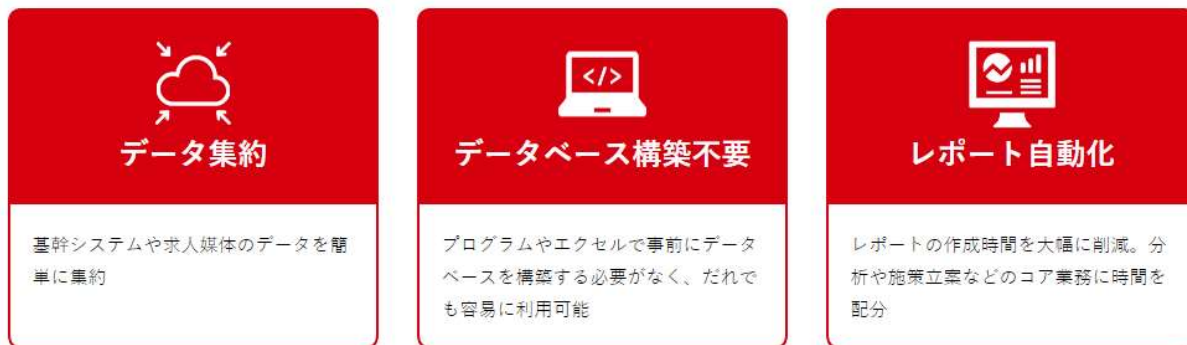 データ集約
基幹システムや求人媒体のデータを簡
単に集約
</>
データベース構築不要
プログラムやエクセルで事前にデータ
ベースを構築する必要がなく、だれで
も容易に利用可能
レポート自動化
レポートの作成時間を大幅に削減。分
析や施策立案などのコア業務に時間を
配分